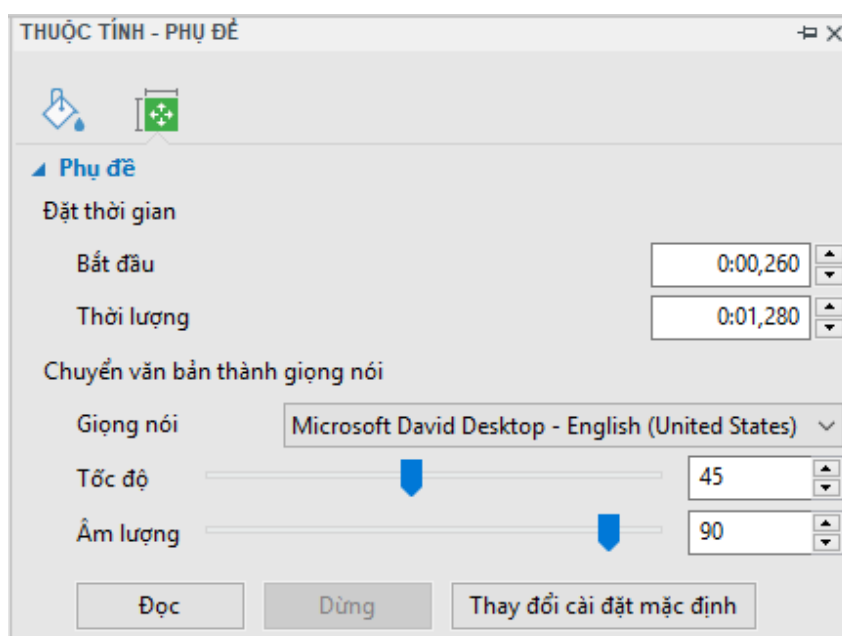 THUỘC TÍNH - PHỤ ĐỀ
Phụ đề
Đặt thời gian
Bắt đầu 0:00,260
Thời lượng 0:01,280
Chuyển văn bản thành giọng nói
Giọng nói Microsoft David Desktop - English (United States)
Tốc độ 45
Âm lượng 90
Đọc Dừng Thay đổi cài đặt mặc định